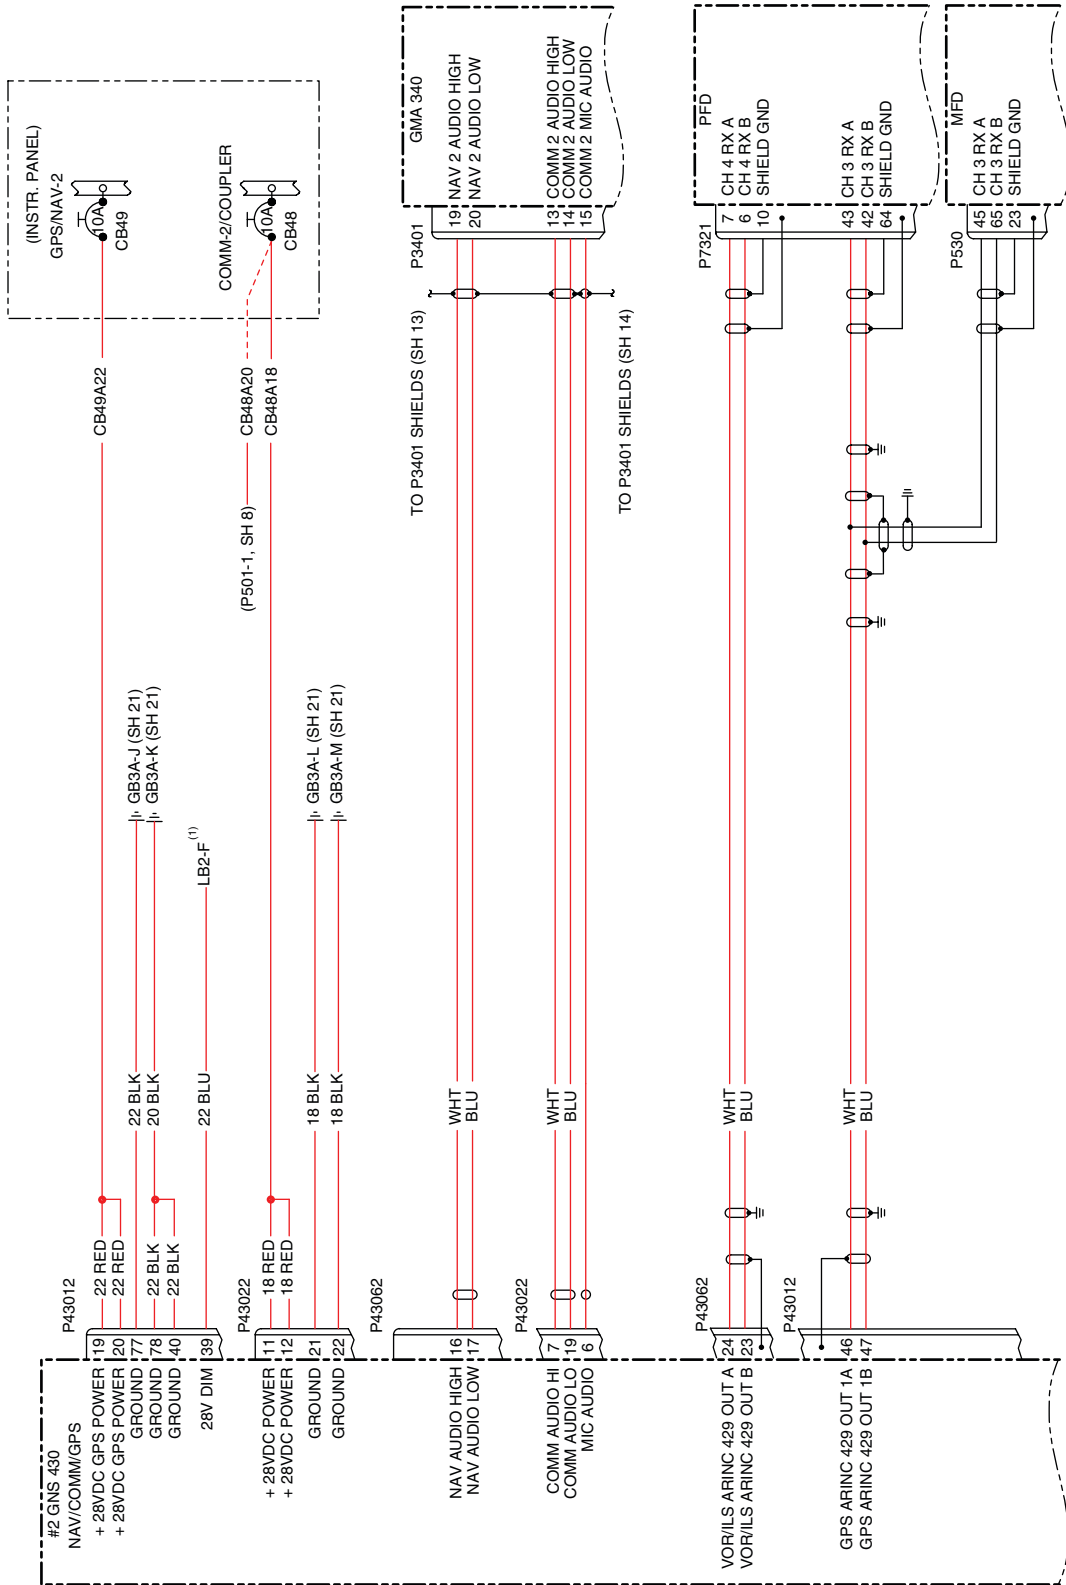 #2 GNS 430
NAV/COMM/GPS
P43012
+ 28VDC GPS POWER 19 22 RED CB49A22
+ 28VDC GPS POWER 20 22 RED
GROUND 77 22 BLK GB3A-J (SH 21)
GROUND 78 22 BLK 20 BLK GB3A-K (SH 21)
GROUND 40 22 BLK
28V DIM 39 22 BLU LB2-F (1)
(INSTR. PANEL)
GPS/NAV-2
10A
CB49
COMM-2/COUPLER
10A
CB48
P43022
CB48A20
(P501-1, SH 8)
+ 28VDC POWER 11 18 RED CB48A18
+ 28VDC POWER 12 18 RED
GROUND 21 18 BLK GB3A-L (SH 21)
GROUND 22 18 BLK GB3A-M (SH 21)
P43062
P3401
GMA 340
TO P3401 SHIELDS (SH 13)
NAV AUDIO HIGH 16 WHT 19 NAV 2 AUDIO HIGH
NAV AUDIO LOW 17 BLU 20 NAV 2 AUDIO LOW
P43022
COMM AUDIO HI 7 WHT 13 COMM 2 AUDIO HIGH
COMM AUDIO LO 19 BLU 14 COMM 2 AUDIO LOW
MIC AUDIO 6 15 COMM 2 MIC AUDIO
TO P3401 SHIELDS (SH 14)
P43062
P7321
PFD
VOR/ILS ARINC 429 OUT A 24 WHT 7 CH 4 RX A
VOR/ILS ARINC 429 OUT B 23 BLU 6 CH 4 RX B
10 SHIELD GND
P43012
GPS ARINC 429 OUT 1A 46 WHT 43 CH 3 RX A
GPS ARINC 429 OUT 1B 47 BLU 42 CH 3 RX B
64 SHIELD GND
P530
MFD
45 CH 3 RX A
65 CH 3 RX B
23 SHIELD GND